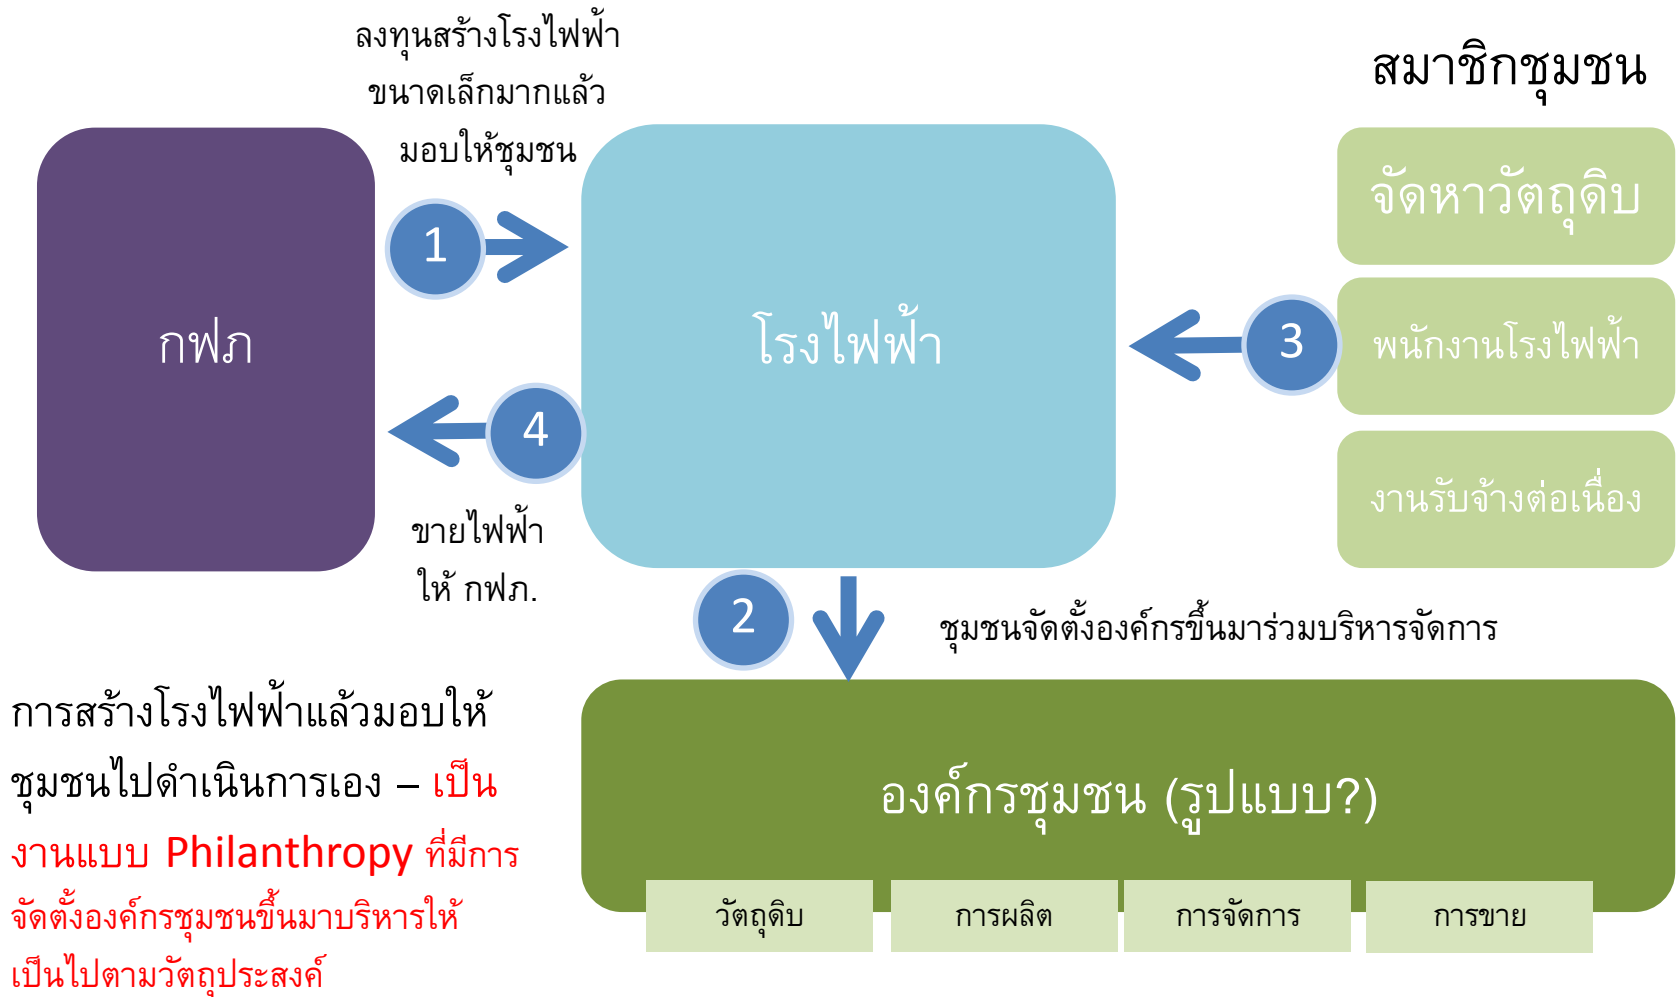 ลงทุนสร้างโรงไฟฟ้า
ขนาดเล็กมากแล้ว
มอบให้ชุมชน
สมาชิกชุมชน
กฟภ
1
โรงไฟฟ้า
3
จัดหาวัตถุดิบ
พนักงานโรงไฟฟ้า
งานรับจ้างต่อเนื่อง
4
ขายไฟฟ้า
ให้ กฟภ.
2
ชุมชนจัดตั้งองค์กรขึ้นมาร่วมบริหารจัดการ
การสร้างโรงไฟฟ้าแล้วมอบให้
ชุมชนไปดำเนินการเอง – เป็น
งานแบบ Philanthropy ที่มีการ
จัดตั้งองค์กรชุมชนขึ้นมาบริหารให้
เป็นไปตามวัตถุประสงค์
องค์กรชุมชน (รูปแบบ?)
วัตถุดิบ
การผลิต
การจัดการ
การขาย